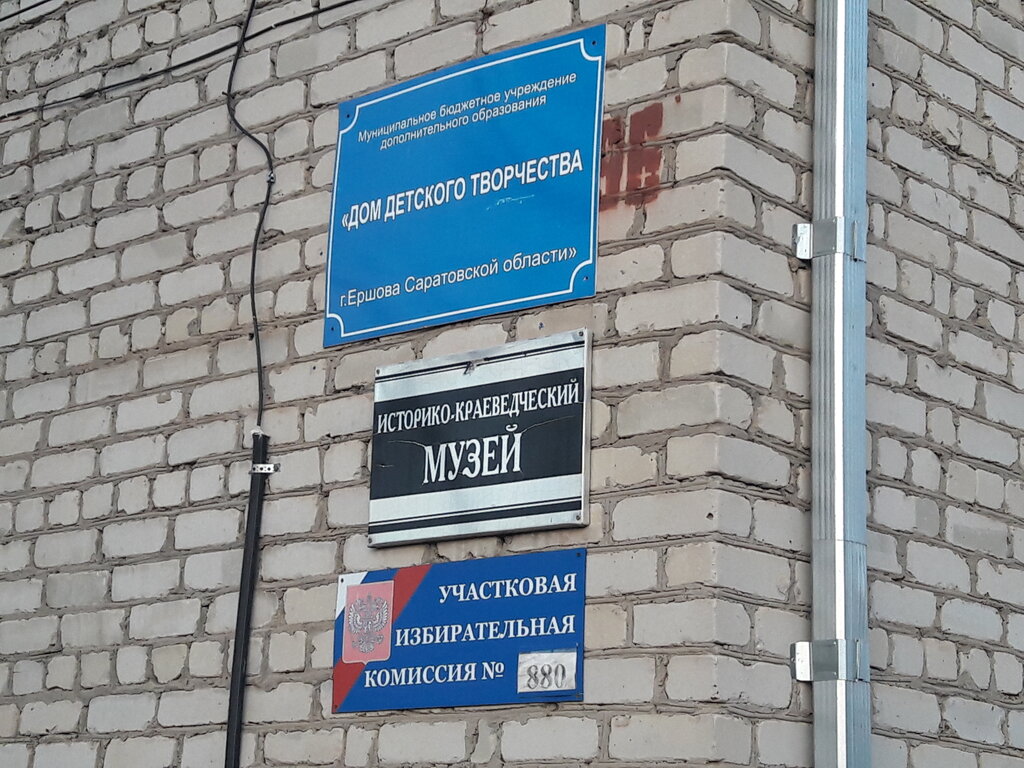 Муниципальное бюджетное учреждение
дополнительного образования
«ДОМ ДЕТСКОГО ТВОРЧЕСТВА
г.Ершова Саратовской области»
ИСТОРИКО-КРАЕВЕДЧЕСКИЙ
МУЗЕЙ
УЧАСТКОВАЯ
ИЗБИРАТЕЛЬНАЯ
КОМИССИЯ № 880